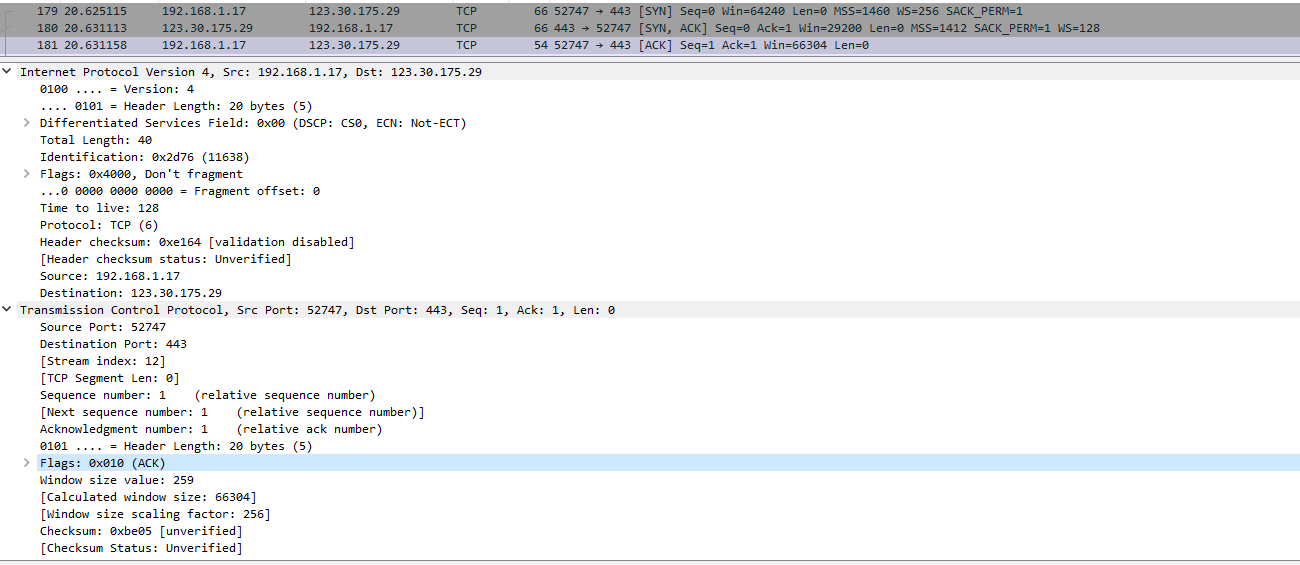 179 20.625115 192.168.1.17 123.30.175.29 TCP 66 52747 → 443 [SYN] Seq=0 Win=64240 Len=0 MSS=1460 WS=256 SACK_PERM=1
180 20.631113 123.30.175.29 192.168.1.17 TCP 66 443 → 52747 [SYN, ACK] Seq=0 Ack=1 Win=29200 Len=0 MSS=1412 SACK_PERM=1 WS=128
181 20.631158 192.168.1.17 123.30.175.29 TCP 54 52747 → 443 [ACK] Seq=1 Ack=1 Win=66304 Len=0
Internet Protocol Version 4, Src: 192.168.1.17, Dst: 123.30.175.29
0100 .... = Version: 4
.... 0101 = Header Length: 20 bytes (5)
Differentiated Services Field: 0x00 (DSCP: CS0, ECN: Not-ECT)
Total Length: 40
Identification: 0x2d76 (11638)
Flags: 0x4000, Don't fragment
...0 0000 0000 0000 = Fragment offset: 0
Time to live: 128
Protocol: TCP (6)
Header checksum: 0xe164 [validation disabled]
[Header checksum status: Unverified]
Source: 192.168.1.17
Destination: 123.30.175.29
Transmission Control Protocol, Src Port: 52747, Dst Port: 443, Seq: 1, Ack: 1, Len: 0
Source Port: 52747
Destination Port: 443
[Stream index: 12]
[TCP Segment Len: 0]
Sequence number: 1 (relative sequence number)
[Next sequence number: 1 (relative sequence number)]
Acknowledgment number: 1 (relative ack number)
0101 .... = Header Length: 20 bytes (5)
Flags: 0x010 (ACK)
Window size value: 259
[Calculated window size: 66304]
[Window size scaling factor: 256]
Checksum: 0xbe05 [unverified]
[Checksum Status: Unverified]